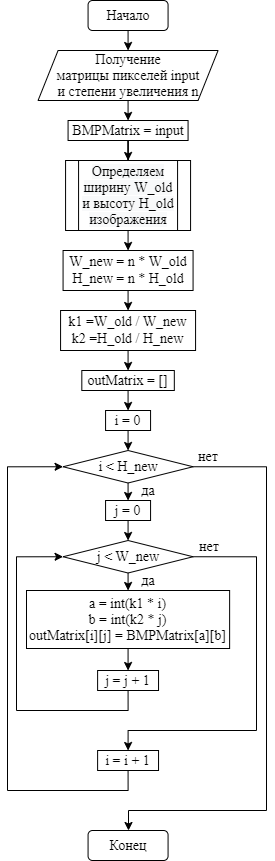 Начало
Получение
матрицы пикселей input
и степени увеличения n
BMPMatrix = input
Определяем
ширину W_old
и высоту H_old
изображения
W_new = n * W_old
H_new = n * H_old
k1 =W_old / W_new
k2 =H_old / H_new
outMatrix = []
i = 0
i < H_new
нет
да
j = 0
j < W_new
нет
да
a = int(k1 * i)
b = int(k2 * j)
outMatrix[i][j] = BMPMatrix[a][b]
j = j + 1
i = i + 1
Конец